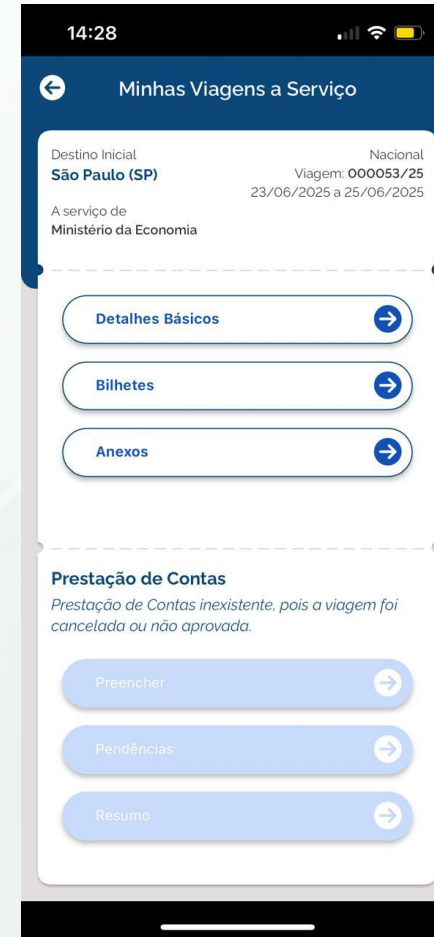 14:28
Minhas Viagens a Serviço
Destino Inicial
São Paulo (SP)
Nacional
Viagem: 000053/25
23/06/2025 a 25/06/2025
A serviço de
Ministério da Economia
Detalhes Básicos
Bilhetes
Anexos
Prestação de Contas
Prestação de Contas inexistente, pois a viagem foi
cancelada ou não aprovada.
Preencher
Pendências
Resumo